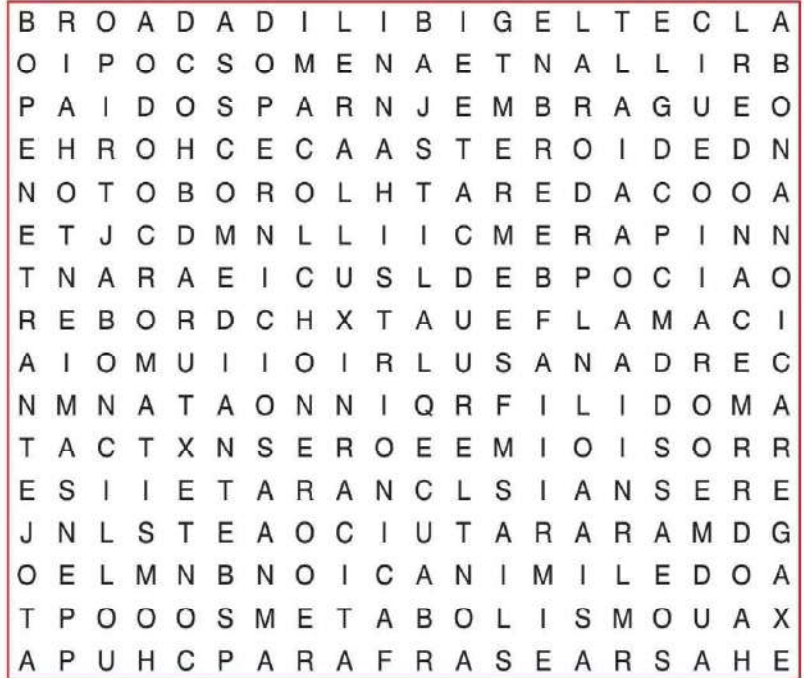 B R O A D A D I L I B I G E L T E C L A
O I P O C S O M E N A E T N A L L I R B
P A I D O S P A R N J E M B R A G U E O
E H R O H C E C A A S T E R O I D E D N
N O T O B O R O L H T A R E D A C O O A
E T J C D M N L L I I C M E R A P I N N
T N A R A E I C U S L D E B P O C I A O
R E B O R D C H X T A U E F L A M A C I
A I O M U I I O I R L U S A N A D R E C
N M N A T A O N N I Q R F I L I D O M A
T A C T X N S E R O E E M I O I S O R R
E S I I E T A R A N C L S I A N S E R E
J N L S T E A O C I U T A R A R A M D G
O E L M N B N O I C A N I M I L E D O A
T P O O O S M E T A B O L I S M O U A X
A P U H C P A R A F R A S E A R S A H E